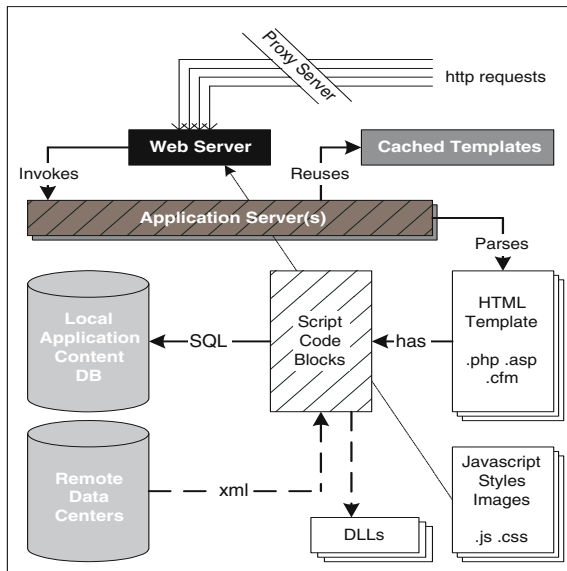 Proxy Server
http requests
Web Server
Cached Templates
Invokes
Reuses
Application Server(s)
Parses
Local
Application
Content
DB
SQL
Script
Code
Blocks
has
HTML
Template
.php .asp
.cfm
Remote
Data
Centers
xml
DLLs
Javascript
Styles
Images
.js .css